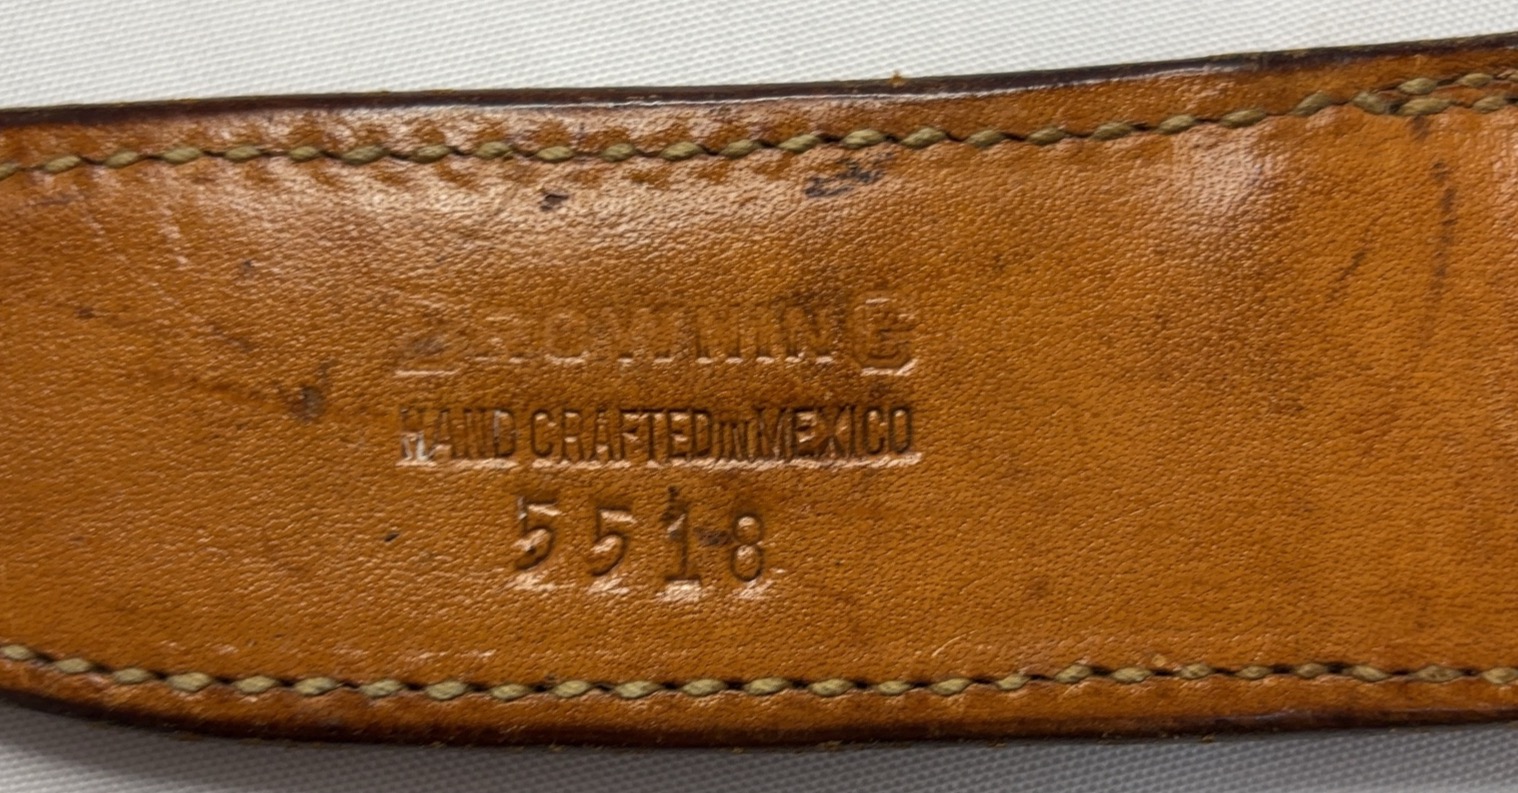 BROWNING
HAND CRAFTED IN MEXICO
5518